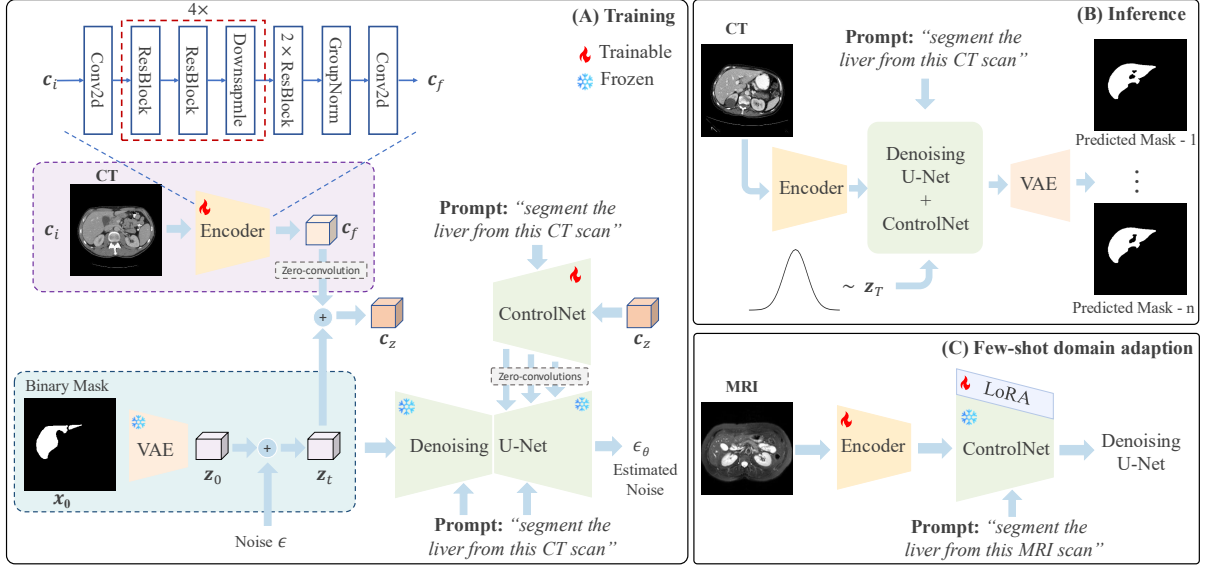 (A) Training
4×
c_i
Conv2d
ResBlock
ResBlock
Downsapmle
2 × ResBlock
GroupNorm
Conv2d
c_f
Trainable
Frozen
CT
c_i
Encoder
c_f
Zero-convolution
+
c_z
Prompt: “segment the
liver from this CT scan”
ControlNet
c_z
Zero-convolutions
Binary Mask
x_0
VAE
z_0
+
z_t
Noise ϵ
Denoising
U-Net
ϵ_θ
Estimated
Noise
Prompt: “segment the
liver from this CT scan”
(B) Inference
CT
Prompt: “segment the
liver from this CT scan”
Encoder
Denoising
U-Net
+
ControlNet
VAE
Predicted Mask - 1
⋮
Predicted Mask - n
~ z_T
(C) Few-shot domain adaption
MRI
Encoder
LoRA
ControlNet
Denoising
U-Net
Prompt: “segment the
liver from this MRI scan”